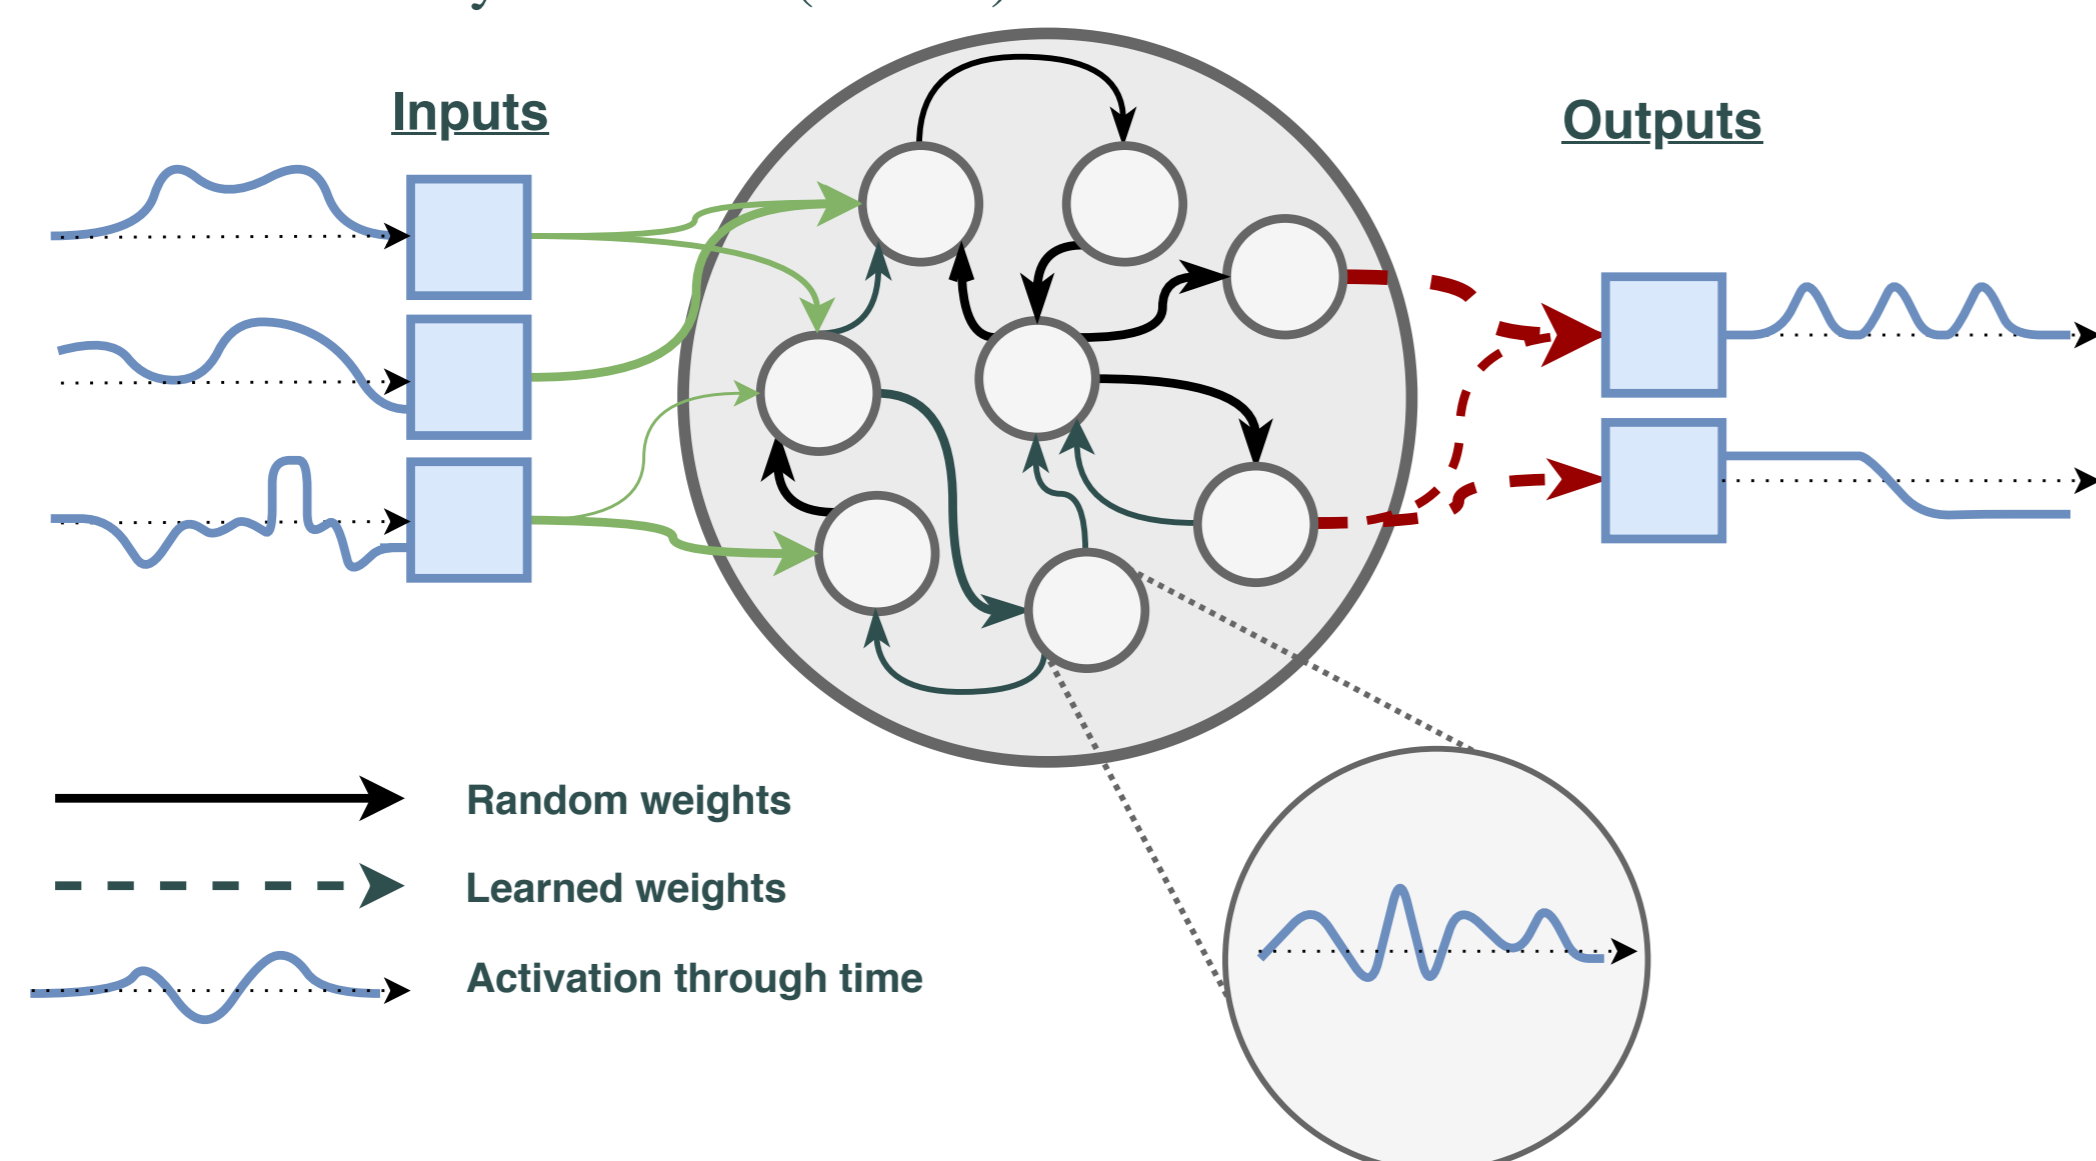 Inputs
Outputs
Random weights
Learned weights
Activation through time